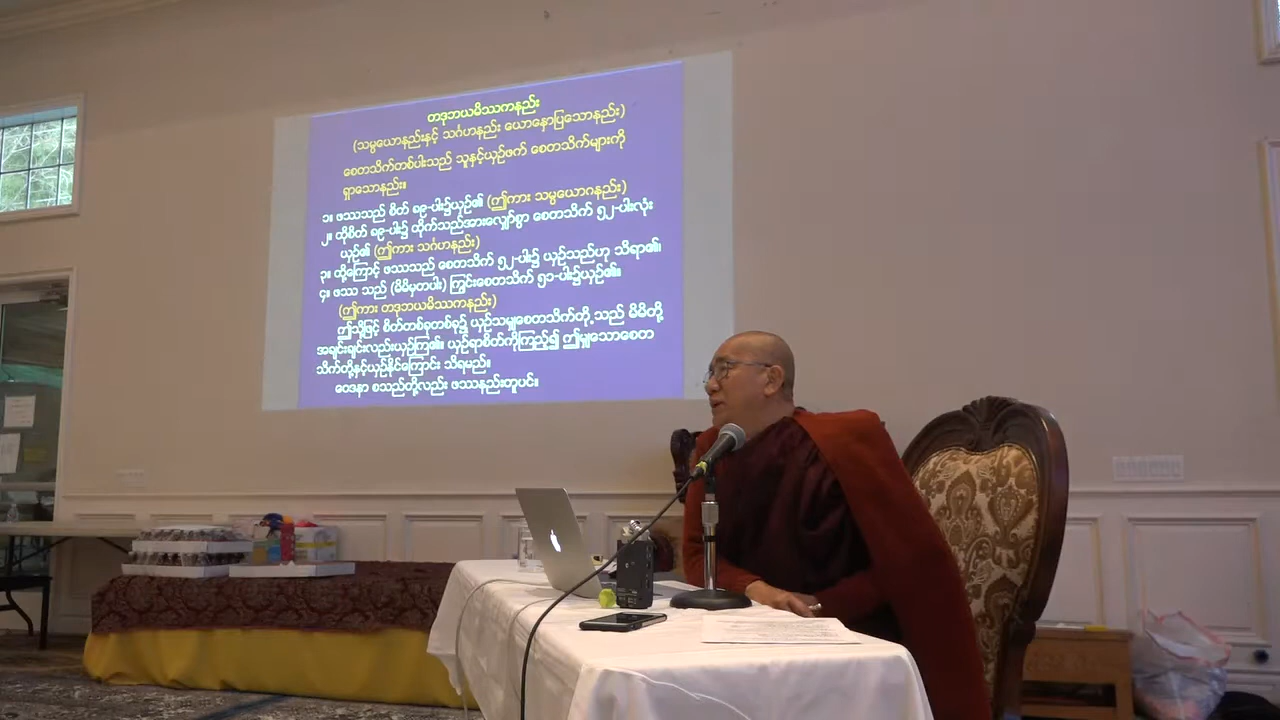 တဒုဘယမိဿကနည်း
(သမ္ပယောနည်းနှင့် သင်္ဂဟနည်း ယောနှောပြသောနည်း)
စေတသိက်တစ်ပါးသည် သူနှင့်ယှဉ်ဖက် စေတသိက်များကို
ရှာသောနည်း။
၁။ ဖဿသည် စိတ် ၈၉-ပါး၌ယှဉ်၏ (ဤကား သမ္ပယောဂနည်း)
၂။ ထိုစိတ် ၈၉-ပါး၌ ထိုက်သည်အားလျှော်စွာ စေတသိက် ၅၂-ပါးလုံး
ယှဉ်၏ (ဤကား သင်္ဂဟနည်း)
၃။ ထို့ကြောင့် ဖဿသည် စေတသိက် ၅၂-ပါး၌ ယှဉ်သည်ဟု သိရာ၏၊
၄။ ဖဿ သည် (မိမိမှတပါး) ကြွင်းစေတသိက် ၅၁-ပါး၌ယှဉ်၏။
(ဤကား တဒုဘယမိဿကနည်း)
ဤသို့ဖြင့် စိတ်တစ်ခုတစ်ခု၌ ယှဉ်သမျှစေတသိက်တို့သည် မိမိတို့
အချင်းချင်းလည်းယှဉ်ကြ၏။ ယှဉ်ရာစိတ်ကိုကြည့်၍ ဤမျှသောစေတ
သိက်တို့နှင့်ယှဉ်နိုင်ကြောင်း သိရမည်။
ဝေဒနာ စသည်တို့လည်း ဖဿနည်းတူပင်။